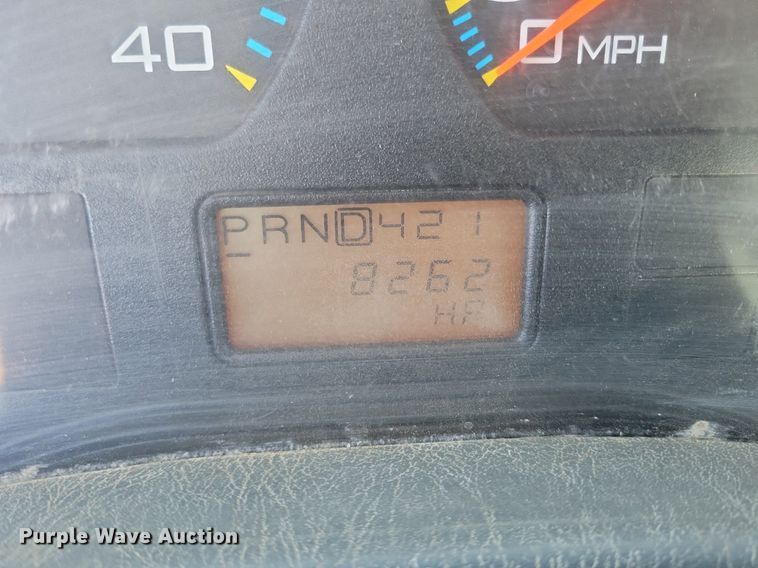 40
0 MPH
PRND421
8262
HR
Purple Wave Auction®